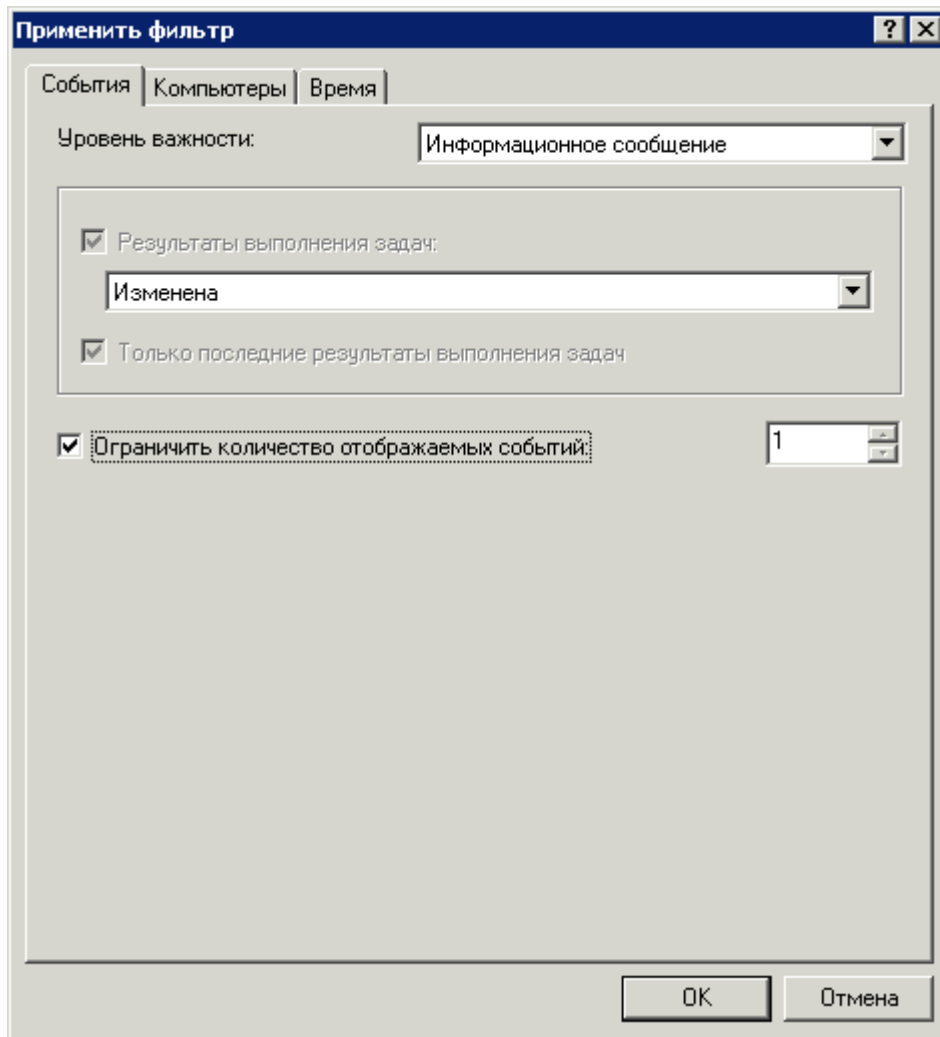 Применить фильтр
События Компьютеры Время
Уровень важности: Информационное сообщение
Результаты выполнения задач:
Изменена
Только последние результаты выполнения задач
Ограничить количество отображаемых событий: 1
OK Отмена